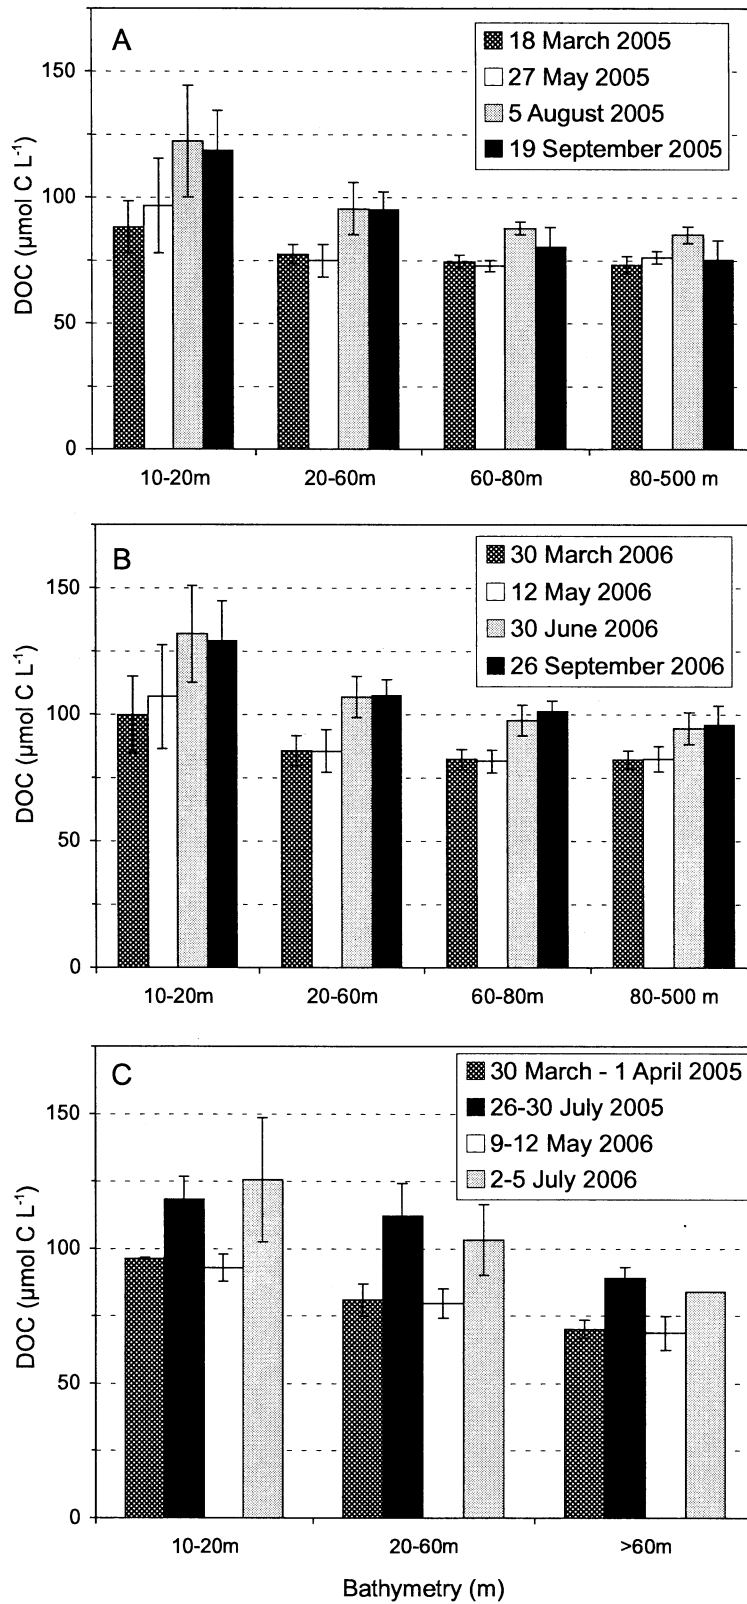 A
18 March 2005
27 May 2005
5 August 2005
19 September 2005
150
100
50
0
DOC (µmol C L-1)
10-20m 20-60m 60-80m 80-500 m
B
30 March 2006
12 May 2006
30 June 2006
26 September 2006
150
100
50
0
DOC (µmol C L-1)
10-20m 20-60m 60-80m 80-500 m
C
30 March - 1 April 2005
26-30 July 2005
9-12 May 2006
2-5 July 2006
150
100
50
0
DOC (µmol C L-1)
10-20m 20-60m >60m
Bathymetry (m)